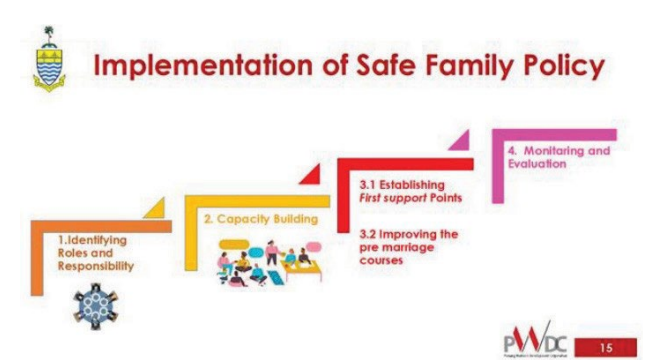 Implementation of Safe Family Policy
1.Identifying
Roles and
Responsibility
2. Capacity Building
3.1 Establishing
First support Points
3.2 Improving the
pre marriage
courses
4. Monitaring and
Evaluation
PWDC
15